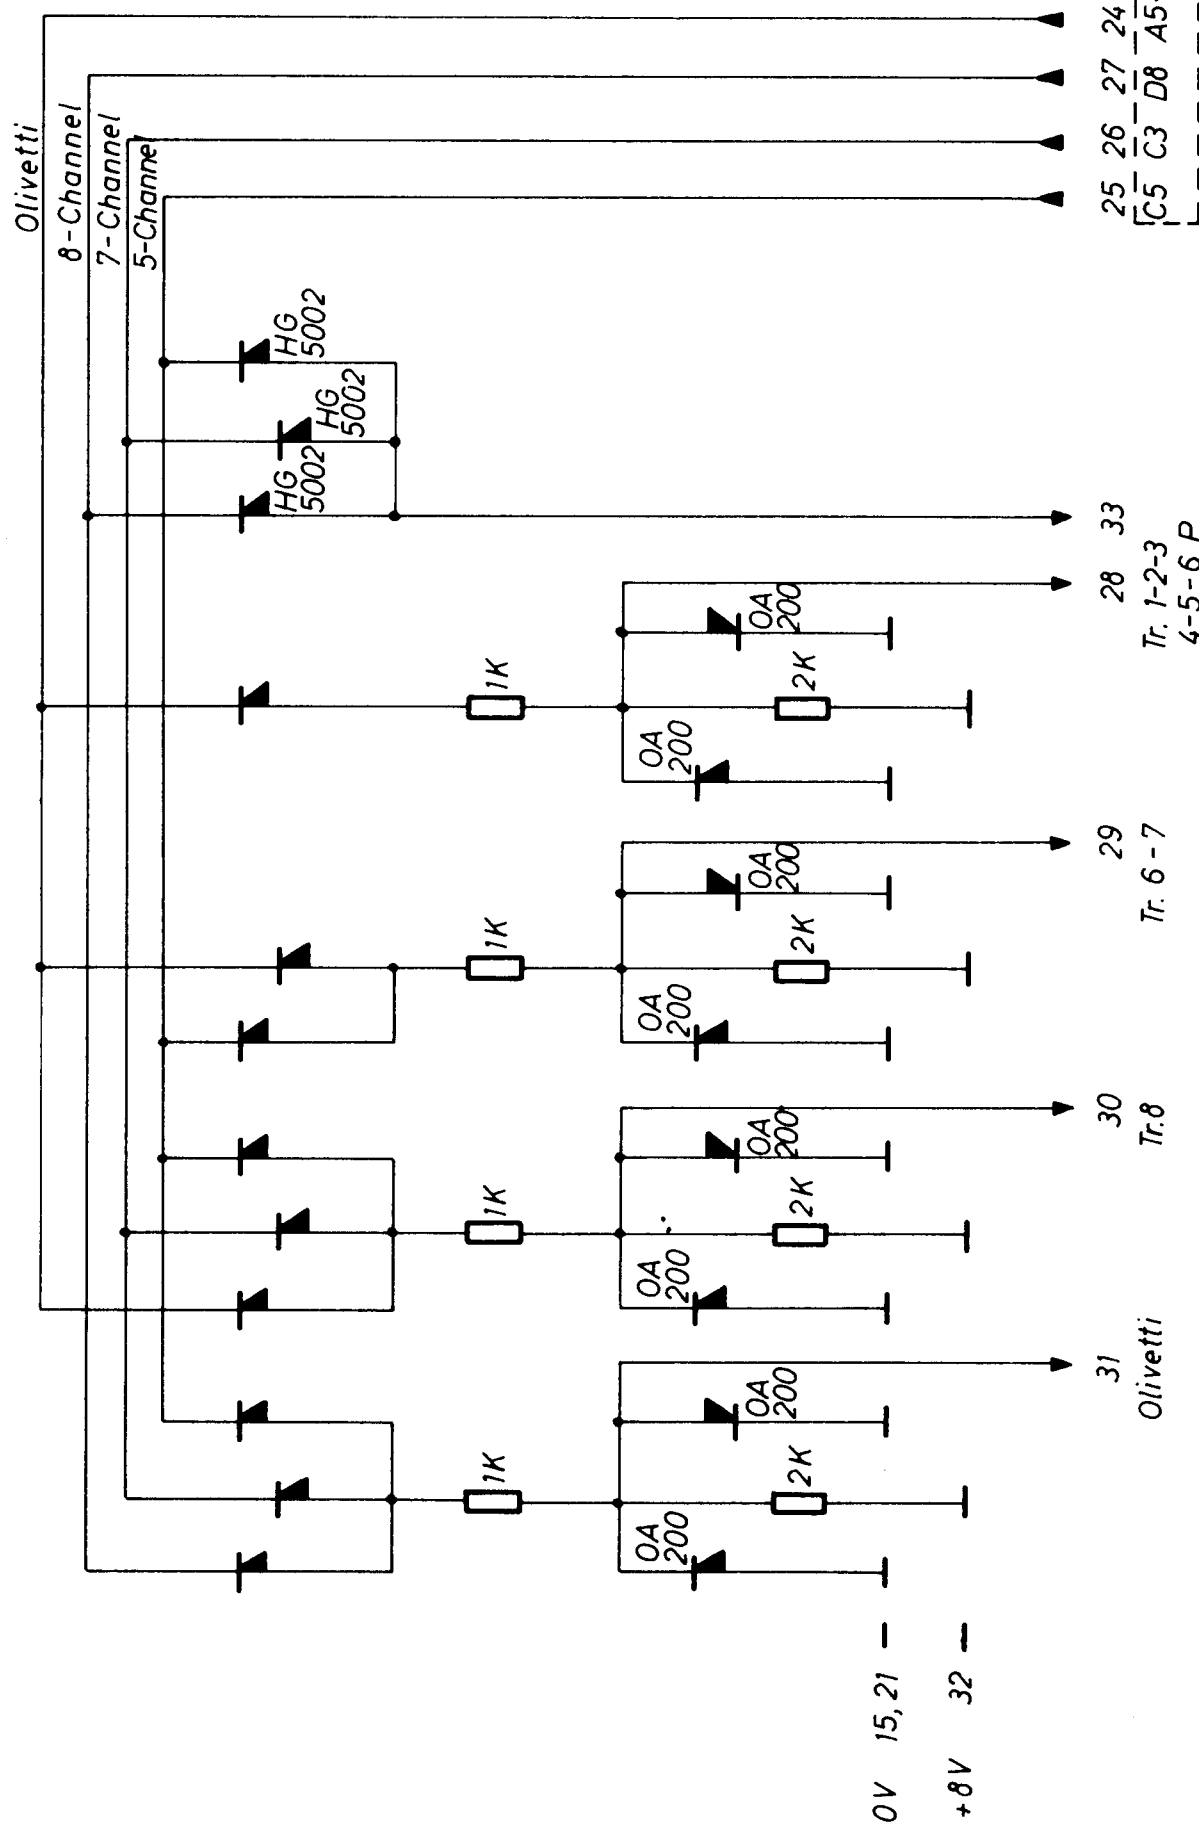 Olivetti
8-Channel
7-Channel
5-Channel
HG
5002
HG
5002
HG
5002
1K
OA
200
2K
OA
200
1K
OA
200
2K
OA
200
1K
OA
200
2K
OA
200
1K
OA
200
2K
OA
200
24
27
26
25
A5
D8
C3
C5
33
28
Tr. 1-2-3
4-5-6 P
29
Tr. 6-7
30
Tr.8
31
Olivetti
0V 15,21
+8V 32